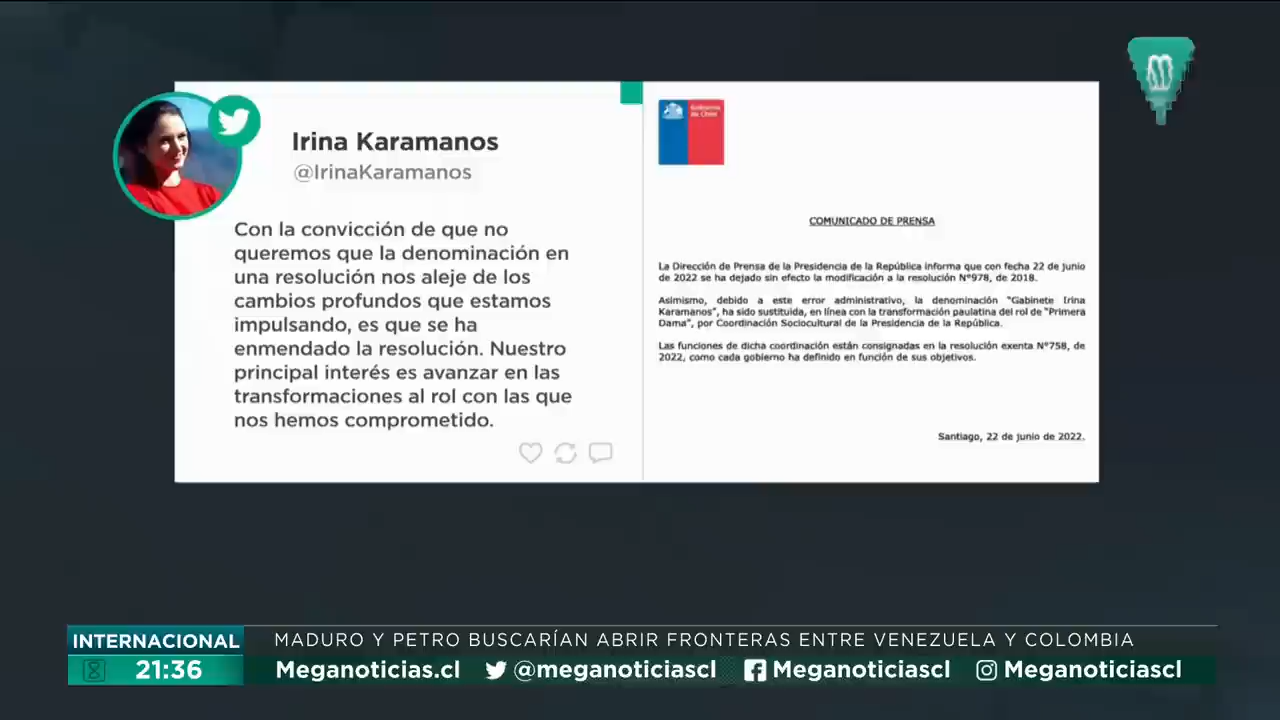 Irina Karamanos
@IrinaKaramanos
Con la convicción de que no
queremos que la denominación en
una resolución nos aleje de los
cambios profundos que estamos
impulsando, es que se ha
enmendado la resolución. Nuestro
principal interés es avanzar en las
transformaciones al rol con las que
nos hemos comprometido.
Gobierno
de Chile
COMUNICADO DE PRENSA
La Dirección de Prensa de la Presidencia de la República informa que con fecha 22 de junio
de 2022 se ha dejado sin efecto la modificación a la resolución N°978, de 2018.
Asimismo, debido a este error administrativo, la denominación "Gabinete Irina
Karamanos", ha sido sustituida, en línea con la transformación paulatina del rol de "Primera
Dama", por Coordinación Sociocultural de la Presidencia de la República.
Las funciones de dicha coordinación están consignadas en la resolución exenta N°758, de
2022, como cada gobierno ha definido en función de sus objetivos.
Santiago, 22 de junio de 2022.
INTERNACIONAL MADURO Y PETRO BUSCARÍAN ABRIR FRONTERAS ENTRE VENEZUELA Y COLOMBIA
21:36 Meganoticias.cl @meganoticiascl Meganoticiascl Meganoticiascl